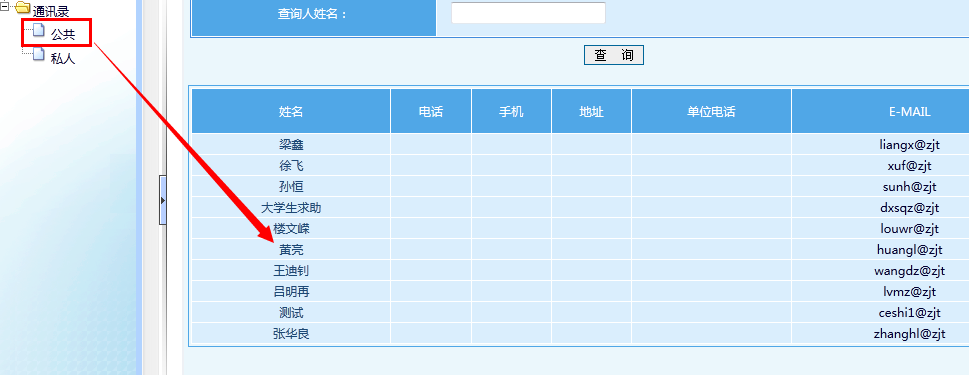 通讯录
公共
私人
查询人姓名：
查 询
姓名 电话 手机 地址 单位电话 E-MAIL
梁鑫 liangx@zjt
徐飞 xuf@zjt
孙恒 sunh@zjt
大学生求助 dxsqz@zjt
楼文嵘 louwr@zjt
黄亮 huangl@zjt
王迪钊 wangdz@zjt
吕明再 lvmz@zjt
测试 ceshi1@zjt
张华良 zhanghl@zjt